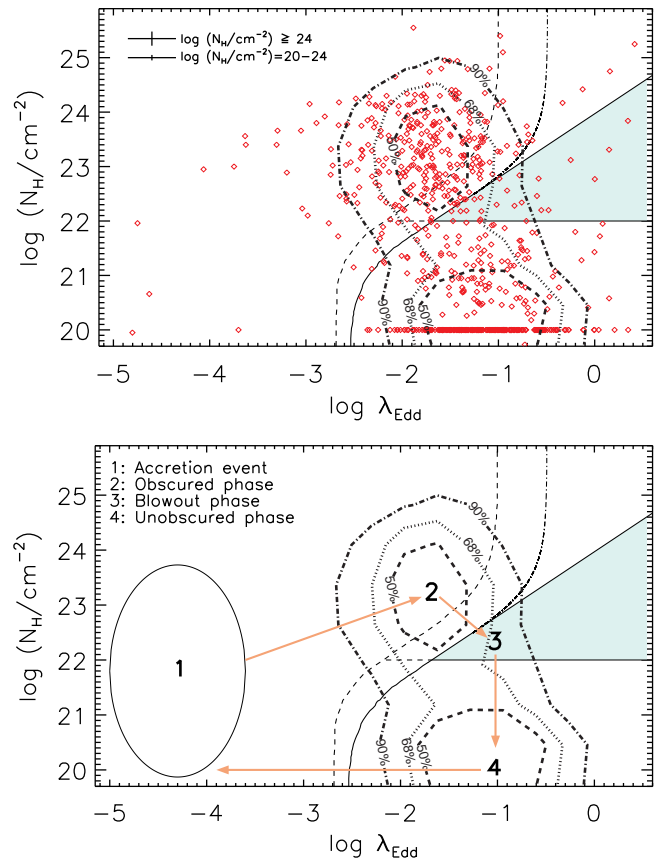 log (N_H/cm⁻²) ≥ 24
log (N_H/cm⁻²)=20−24
90%
68%
50%
90%
68%
50%
25
24
23
22
21
20
log (N_H/cm⁻²)
−5 −4 −3 −2 −1 0
log λ_Edd
1: Accretion event
2: Obscured phase
3: Blowout phase
4: Unobscured phase
90%
68%
50%
2
3
1
4
90%
68%
50%
25
24
23
22
21
20
log (N_H/cm⁻²)
−5 −4 −3 −2 −1 0
log λ_Edd